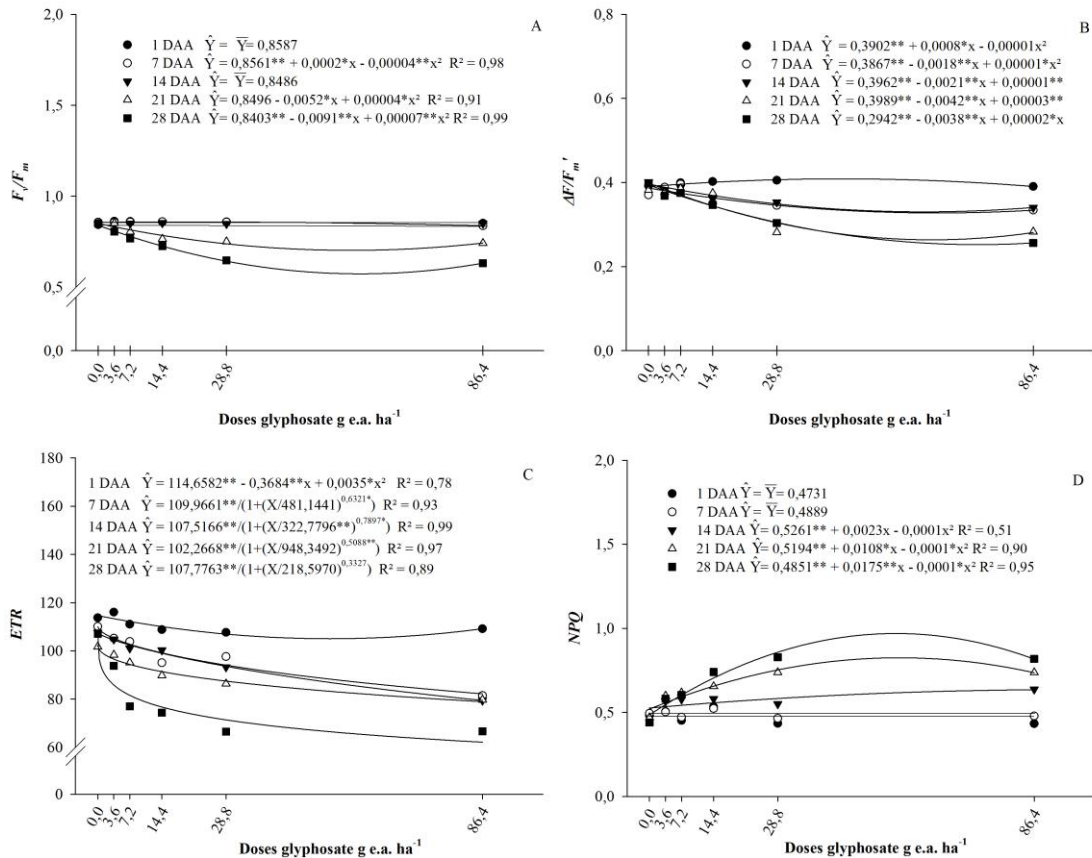 A
2,0
1 DAA Ŷ = Y̅= 0,8587
7 DAA Ŷ = 0,8561** + 0,0002*x - 0,00004**x² R² = 0,98
14 DAA Ŷ= Y̅= 0,8486
21 DAA Ŷ = 0,8496 - 0,0052*x + 0,00004*x² R² = 0,91
28 DAA Ŷ = 0,8403** - 0,0091**x + 0,00007**x² R² = 0,99
1,5
1,0
0,5
0,0
Fv/Fm
0,0 3,6 7,2 14,4 28,8 86,4
Doses glyphosate g e.a. ha⁻¹
B
0,8
1 DAA Ŷ = 0,3902** + 0,0008*x - 0,00001x²
7 DAA Ŷ = 0,3867** - 0,0018**x + 0,00001*x²
14 DAA Ŷ = 0,3962** - 0,0021**x + 0,00001**
21 DAA Ŷ = 0,3989** - 0,0042**x + 0,00003**
28 DAA Ŷ = 0,2942** - 0,0038**x + 0,00002*x
0,6
0,4
0,2
0,0
ΔF/Fm'
0,0 3,6 7,2 14,4 28,8 86,4
Doses glyphosate g e.a. ha⁻¹
C
180
1 DAA Ŷ = 114,6582** - 0,3684**x + 0,0035*x² R² = 0,78
7 DAA Ŷ = 109,9661**/(1+(X/481,1441)^0,6321*) R² = 0,93
14 DAA Ŷ = 107,5166**/(1+(X/322,7796**)^0,7897*) R² = 0,99
21 DAA Ŷ = 102,2668**/(1+(X/948,3492)^0,5088**) R² = 0,97
28 DAA Ŷ = 107,7763**/(1+(X/218,5970)^0,3327) R² = 0,89
160
140
120
100
80
60
0
ETR
0,0 3,6 7,2 14,4 28,8 86,4
Doses glyphosate g e.a. ha⁻¹
D
2,0
1 DAA Ŷ = Y̅= 0,4731
7 DAA Ŷ = Y̅= 0,4889
14 DAA Ŷ = 0,5261** + 0,0023x - 0,0001x² R² = 0,51
21 DAA Ŷ = 0,5194** + 0,0108*x - 0,0001*x² R² = 0,90
28 DAA Ŷ= 0,4851** + 0,0175**x - 0,0001*x² R² = 0,95
1,5
1,0
0,5
0,0
NPQ
0,0 3,6 7,2 14,4 28,8 86,4
Doses glyphosate g e.a. ha⁻¹